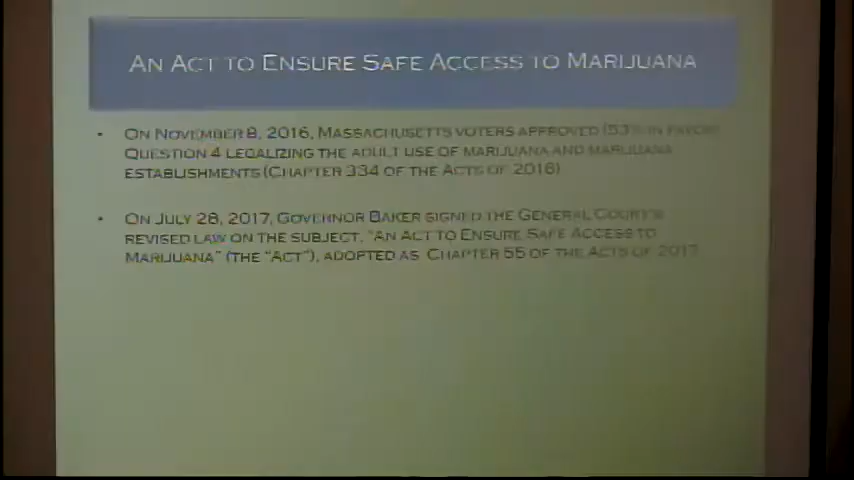 AN ACT TO ENSURE SAFE ACCESS TO MARIJUANA
• ON NOVEMBER 8, 2016, MASSACHUSETTS VOTERS APPROVED (53% IN FAVOR)
QUESTION 4 LEGALIZING THE ADULT USE OF MARIJUANA AND MARIJUANA
ESTABLISHMENTS (CHAPTER 334 OF THE ACTS OF 2016)
• ON JULY 28, 2017, GOVERNOR BAKER SIGNED THE GENERAL COURT'S
REVISED LAW ON THE SUBJECT, "AN ACT TO ENSURE SAFE ACCESS TO
MARIJUANA" (THE "ACT"), ADOPTED AS CHAPTER 55 OF THE ACTS OF 2017